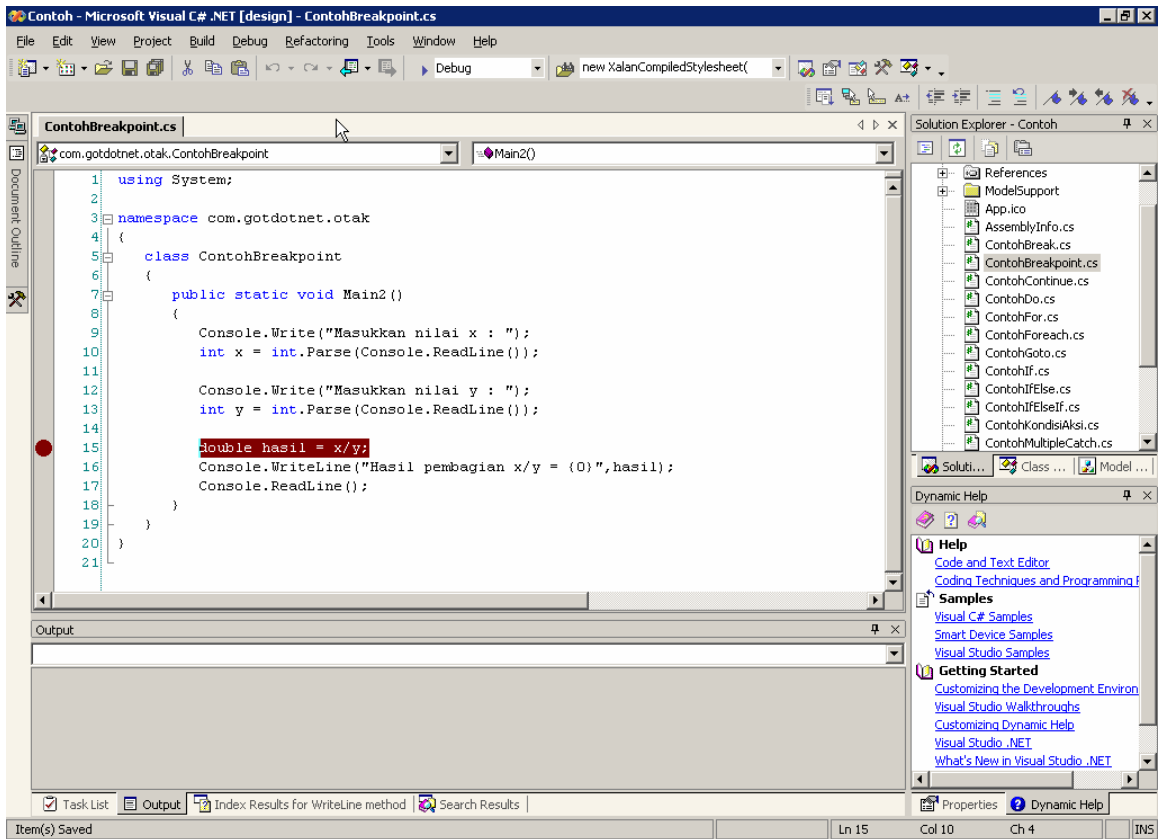 Contoh - Microsoft Visual C# .NET [design] - ContohBreakpoint.cs
File Edit View Project Build Debug Refactoring Tools Window Help
Debug new XalanCompiledStylesheet(
ContohBreakpoint.cs
com.gotdotnet.otak.ContohBreakpoint Main2()
Document Outline
1 using System;
2
3 namespace com.gotdotnet.otak
4 {
5 class ContohBreakpoint
6 {
7 public static void Main2()
8 {
9 Console.Write("Masukkan nilai x : ");
10 int x = int.Parse(Console.ReadLine());
11
12 Console.Write("Masukkan nilai y : ");
13 int y = int.Parse(Console.ReadLine());
14
15 double hasil = x/y;
16 Console.WriteLine("Hasil pembagian x/y = {0}",hasil);
17 Console.ReadLine();
18 }
19 }
20 }
21
Output
Task List Output Index Results for WriteLine method Search Results
Solution Explorer - Contoh
References
ModelSupport
App.ico
AssemblyInfo.cs
ContohBreak.cs
ContohBreakpoint.cs
ContohContinue.cs
ContohDo.cs
ContohFor.cs
ContohForeach.cs
ContohGoto.cs
ContohIf.cs
ContohIfElse.cs
ContohIfElseIf.cs
ContohKondisiAksi.cs
ContohMultipleCatch.cs
Soluti... Class ... Model ...
Dynamic Help
Help
Code and Text Editor
Coding Techniques and Programming P
Samples
Visual C# Samples
Smart Device Samples
Visual Studio Samples
Getting Started
Customizing the Development Environ
Visual Studio Walkthroughs
Customizing Dynamic Help
Visual Studio .NET
What's New in Visual Studio .NET
Properties Dynamic Help
Item(s) Saved Ln 15 Col 10 Ch 4 INS